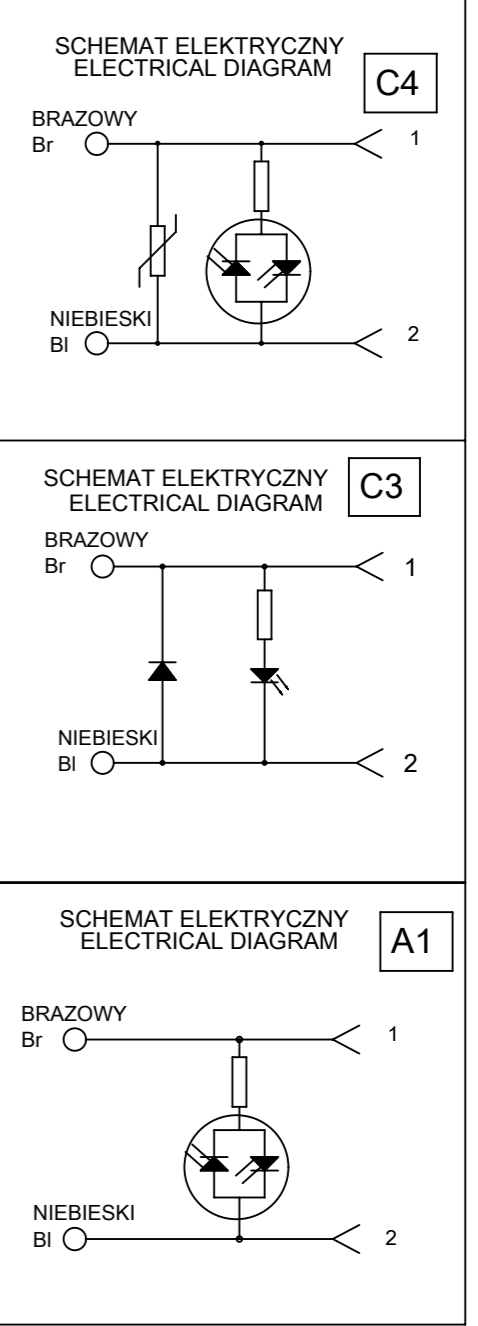 SCHEMAT ELEKTRYCZNY
ELECTRICAL DIAGRAM
C4
BRAZOWY
Br
1
NIEBIESKI
Bl
2
SCHEMAT ELEKTRYCZNY
ELECTRICAL DIAGRAM
C3
BRAZOWY
Br
1
NIEBIESKI
Bl
2
SCHEMAT ELEKTRYCZNY
ELECTRICAL DIAGRAM
A1
BRAZOWY
Br
1
NIEBIESKI
Bl
2